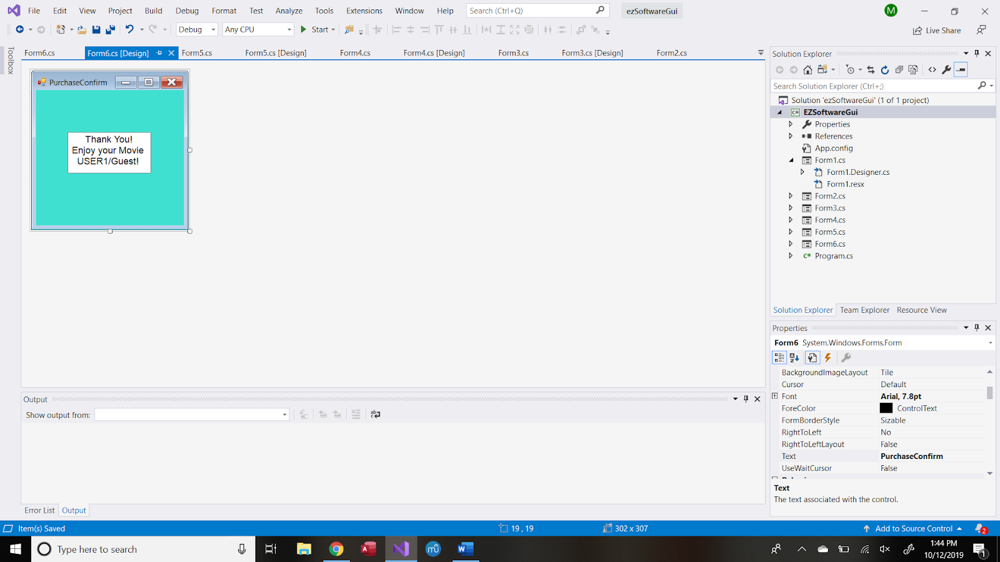 File Edit View Project Build Debug Format Test Analyze Tools Extensions Window Help Search (Ctrl+Q) ezSoftwareGui M
Debug Any CPU Start Live Share
Toolbox
Form6.cs Form6.cs [Design] Form5.cs Form5.cs [Design] Form4.cs Form4.cs [Design] Form3.cs Form3.cs [Design] Form2.cs
PurchaseConfirm
Thank You!
Enjoy your Movie
USER1/Guest!
Solution Explorer
Search Solution Explorer (Ctrl+;)
Solution 'ezSoftwareGui' (1 of 1 project)
C# EZSoftwareGui
Properties
References
App.config
Form1.cs
Form1.Designer.cs
Form1.resx
Form2.cs
Form3.cs
Form4.cs
Form5.cs
Form6.cs
C# Program.cs
Solution Explorer Team Explorer Resource View
Properties
Form6 System.Windows.Forms.Form
BackgroundImageLayout Tile
Cursor Default
Font Arial, 7.8pt
ForeColor ControlText
FormBorderStyle Sizable
RightToLeft No
RightToLeftLayout False
Text PurchaseConfirm
UseWaitCursor False
Text
The text associated with the control.
Output
Show output from:
Error List Output
Item(s) Saved 19 , 19 302 x 307 Add to Source Control 2
Type here to search
1:44 PM
10/12/2019
1